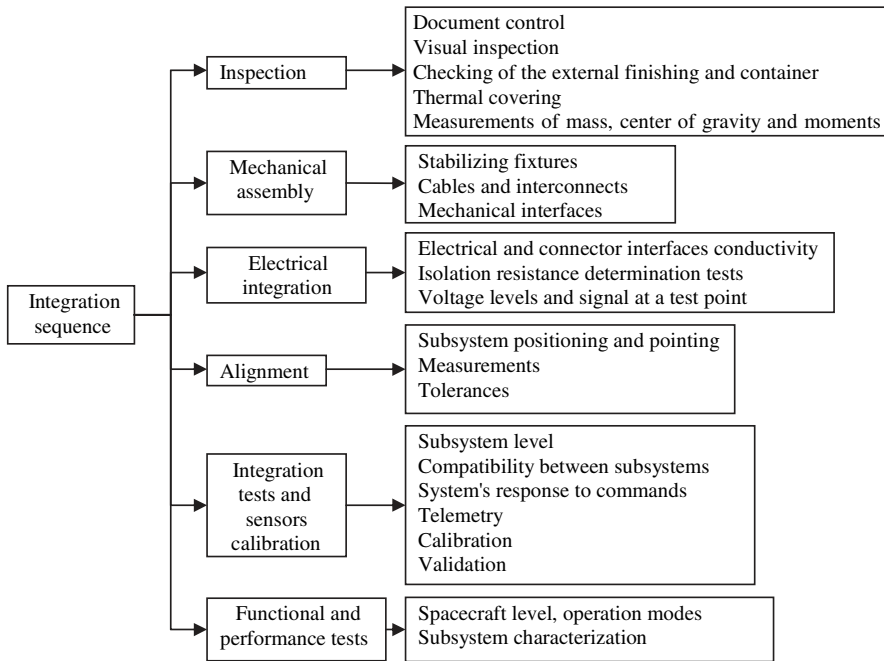 Integration
sequence
Inspection
Document control
Visual inspection
Checking of the external finishing and container
Thermal covering
Measurements of mass, center of gravity and moments
Mechanical
assembly
Stabilizing fixtures
Cables and interconnects
Mechanical interfaces
Electrical
integration
Electrical and connector interfaces conductivity
Isolation resistance determination tests
Voltage levels and signal at a test point
Alignment
Subsystem positioning and pointing
Measurements
Tolerances
Integration
tests and
sensors
calibration
Subsystem level
Compatibility between subsystems
System's response to commands
Telemetry
Calibration
Validation
Functional and
performance tests
Spacecraft level, operation modes
Subsystem characterization